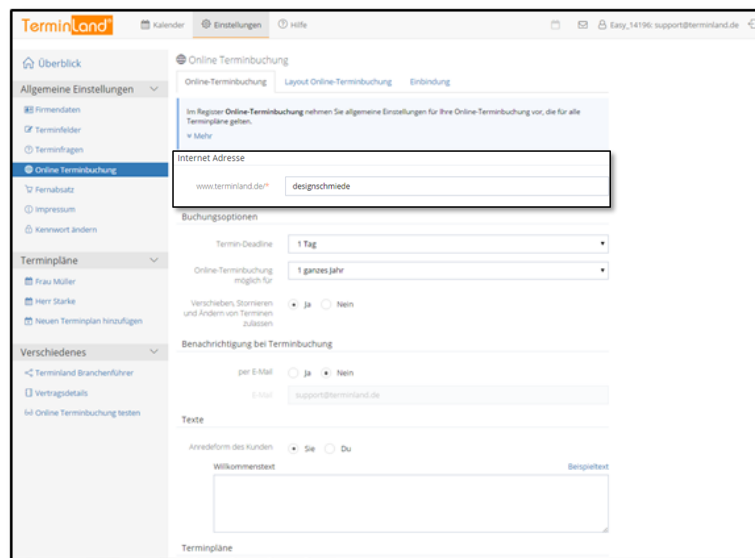 TerminLand®
Kalender
Einstellungen
Hilfe
Easy_14196: support@terminland.de
Überblick
Allgemeine Einstellungen
Firmendaten
Terminfelder
Terminfragen
Online Terminbuchung
Fernabsatz
Impressum
Kennwort ändern
Terminpläne
Frau Müller
Herr Starke
Neuen Terminplan hinzufügen
Verschiedenes
Terminland Branchenführer
Vertragsdetails
Online Terminbuchung testen
Online Terminbuchung
Online-Terminbuchung
Layout Online-Terminbuchung
Einbindung
Im Register Online-Terminbuchung nehmen Sie allgemeine Einstellungen für Ihre Online-Terminbuchung vor, die für alle
Terminpläne gelten.
Mehr
Internet Adresse
www.terminland.de/* designschmiede
Buchungsoptionen
Termin-Deadline 1 Tag
Online-Terminbuchung
möglich für
1 ganzes Jahr
Verschieben, Stornieren
und Ändern von Terminen
zulassen
Ja Nein
Benachrichtigung bei Terminbuchung
per E-Mail Ja Nein
E-Mail support@terminland.de
Texte
Anredeform des Kunden Sie Du
Willkommenstext Beispieltext
Terminpläne